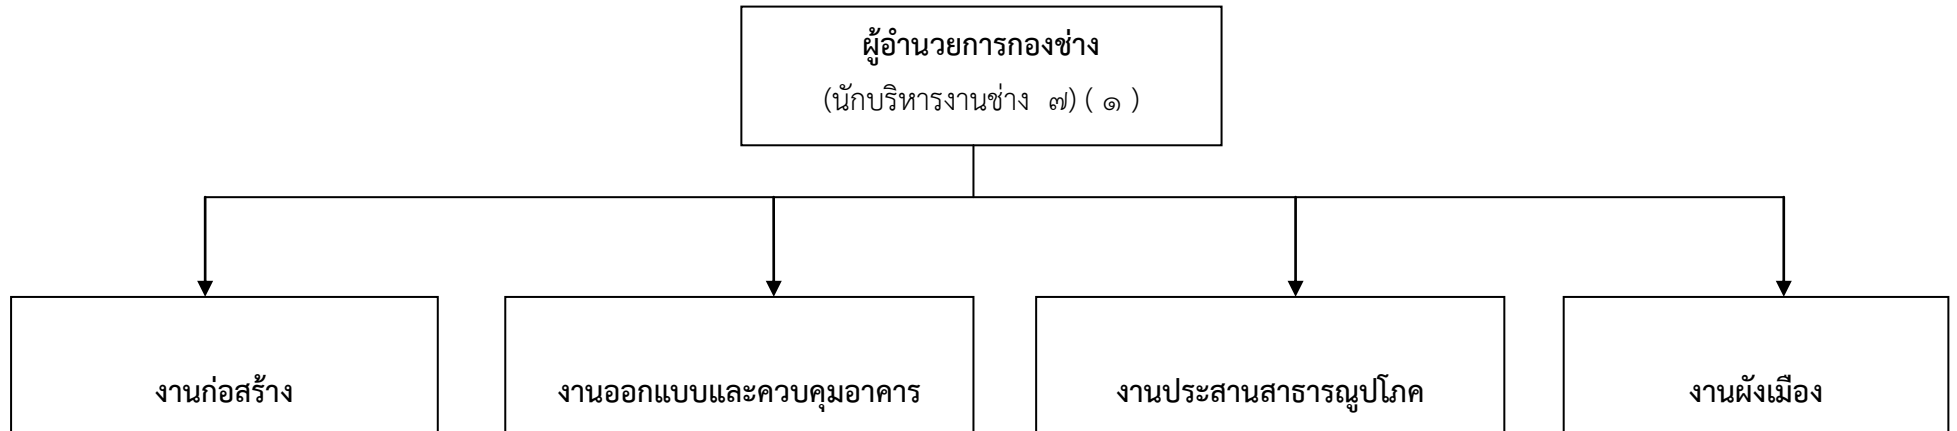 ผู้อำนวยการกองช่าง
(นักบริหารงานช่าง ๗) ( ๑ )
งานก่อสร้าง
งานออกแบบและควบคุมอาคาร
งานประสานสาธารณูปโภค
งานผังเมือง